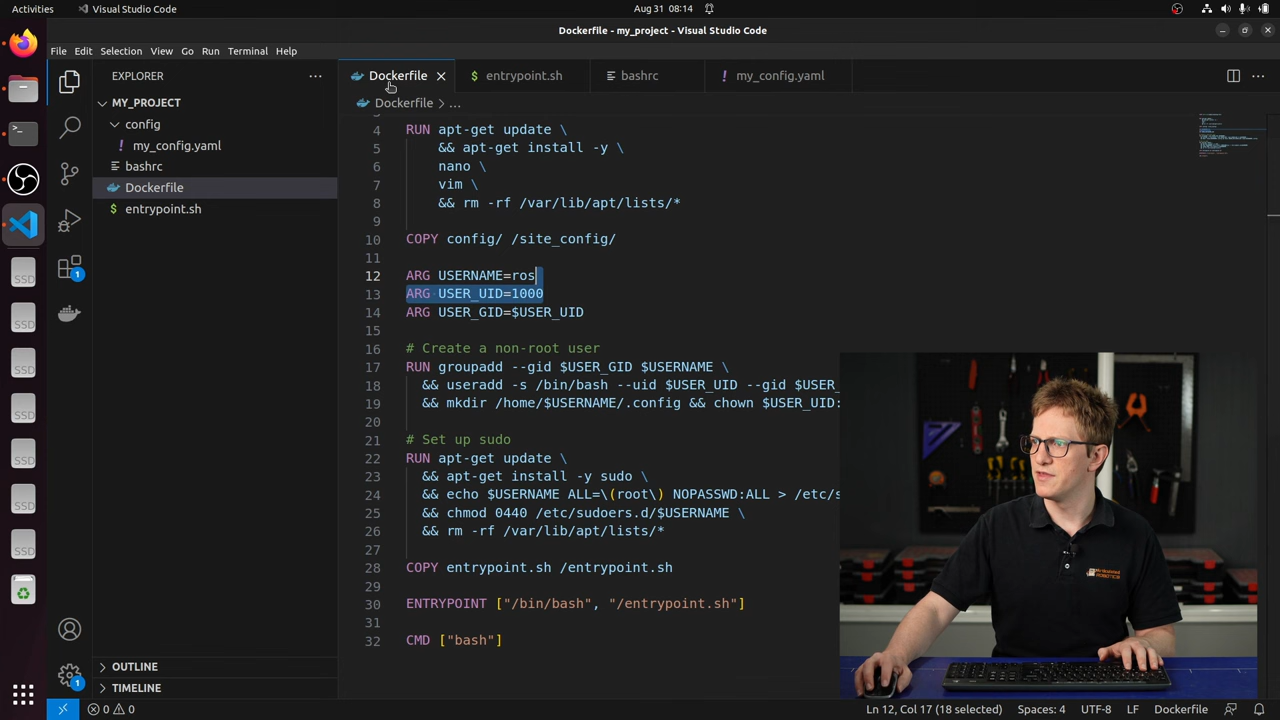 Activities
Visual Studio Code
Aug 31 08:14
Dockerfile - my_project - Visual Studio Code
File Edit Selection View Go Run Terminal Help
EXPLORER
Dockerfile
entrypoint.sh
bashrc
my_config.yaml
MY_PROJECT
config
my_config.yaml
bashrc
Dockerfile
entrypoint.sh
OUTLINE
TIMELINE
1
1
SSD
SSD
SSD
SSD
SSD
SSD
SSD
Dockerfile > ...
4 RUN apt-get update \
5 && apt-get install -y \
6 nano \
7 vim \
8 && rm -rf /var/lib/apt/lists/*
9
10 COPY config/ /site_config/
11
12 ARG USERNAME=ros
13 ARG USER_UID=1000
14 ARG USER_GID=$USER_UID
15
16 # Create a non-root user
17 RUN groupadd --gid $USER_GID $USERNAME \
18 && useradd -s /bin/bash --uid $USER_UID --gid $USER_
19 && mkdir /home/$USERNAME/.config && chown $USER_UID:
20
21 # Set up sudo
22 RUN apt-get update \
23 && apt-get install -y sudo \
24 && echo $USERNAME ALL=\(root\) NOPASSWD:ALL > /etc/s
25 && chmod 0440 /etc/sudoers.d/$USERNAME \
26 && rm -rf /var/lib/apt/lists/*
27
28 COPY entrypoint.sh /entrypoint.sh
29
30 ENTRYPOINT ["/bin/bash", "/entrypoint.sh"]
31
32 CMD ["bash"]
0 0
Ln 12, Col 17 (18 selected) Spaces: 4 UTF-8 LF Dockerfile